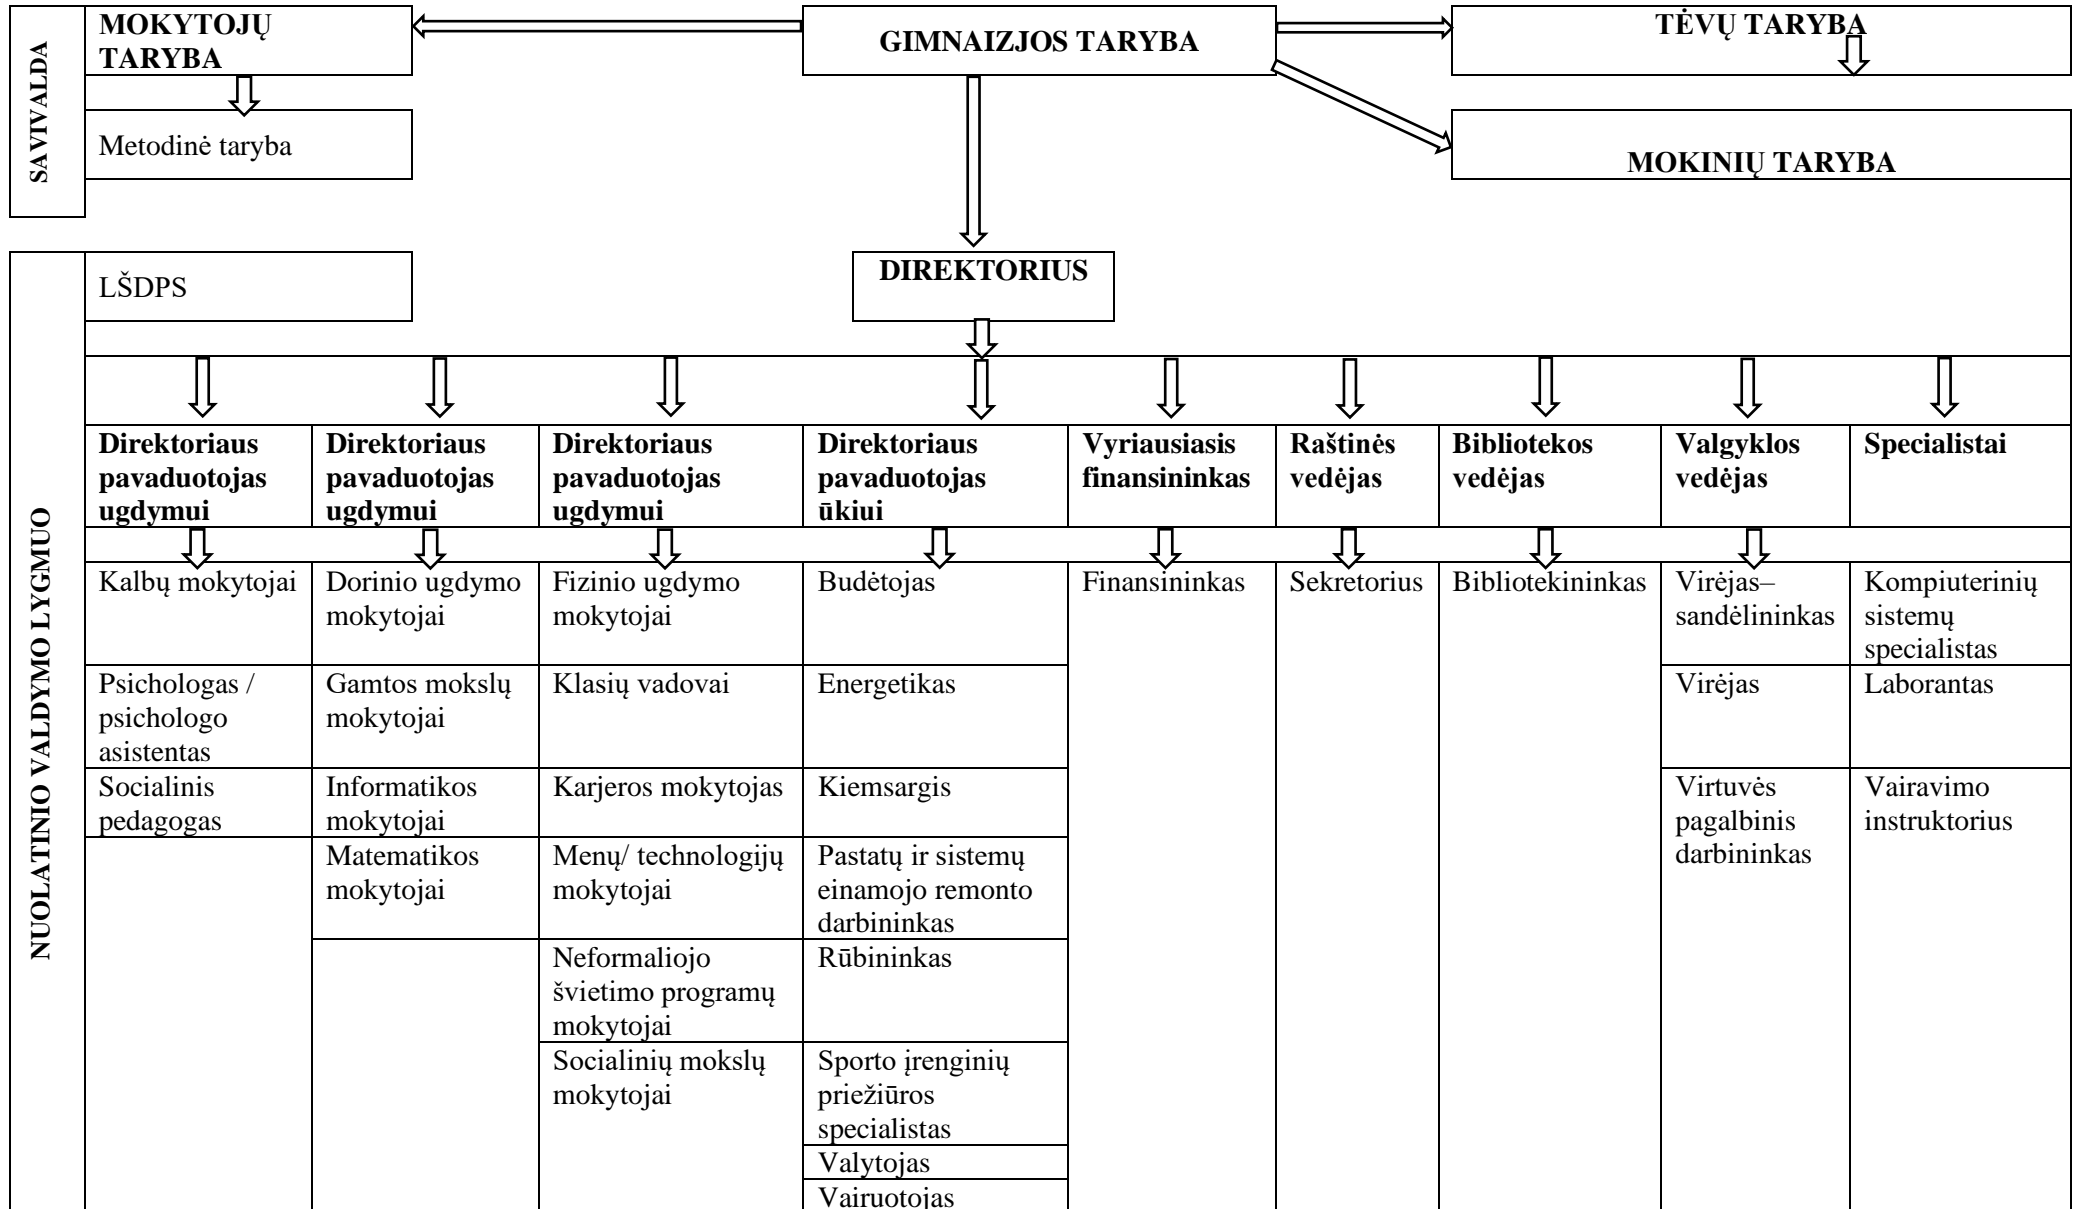 SAVIVALDA
MOKYTOJŲ
TARYBA
GIMNAIZJOS TARYBA
TĖVŲ TARYBA
Metodinė taryba
MOKINIŲ TARYBA
NUOLATINIO VALDYMO LYGMUO
LŠDPS
DIREKTORIUS
Direktoriaus
pavaduotojas
ugdymui
Direktoriaus
pavaduotojas
ugdymui
Direktoriaus
pavaduotojas
ugdymui
Direktoriaus
pavaduotojas
ūkiui
Vyriausiasis
finansininkas
Raštinės
vedėjas
Bibliotekos
vedėjas
Valgyklos
vedėjas
Specialistai
Kalbų mokytojai
Dorinio ugdymo
mokytojai
Fizinio ugdymo
mokytojai
Budėtojas
Finansininkas
Sekretorius
Bibliotekininkas
Virėjas–
sandėlininkas
Kompiuterinių
sistemų
specialistas
Psichologas /
psichologo
asistentas
Gamtos mokslų
mokytojai
Klasių vadovai
Energetikas
Virėjas
Laborantas
Socialinis
pedagogas
Informatikos
mokytojai
Karjeros mokytojas
Kiemsargis
Virtuvės
pagalbinis
darbininkas
Vairavimo
instruktorius
Matematikos
mokytojai
Menų/ technologijų
mokytojai
Pastatų ir sistemų
einamojo remonto
darbininkas
Neformaliojo
švietimo programų
mokytojai
Rūbininkas
Socialinių mokslų
mokytojai
Sporto įrenginių
priežiūros
specialistas
Valytojas
Vairuotojas